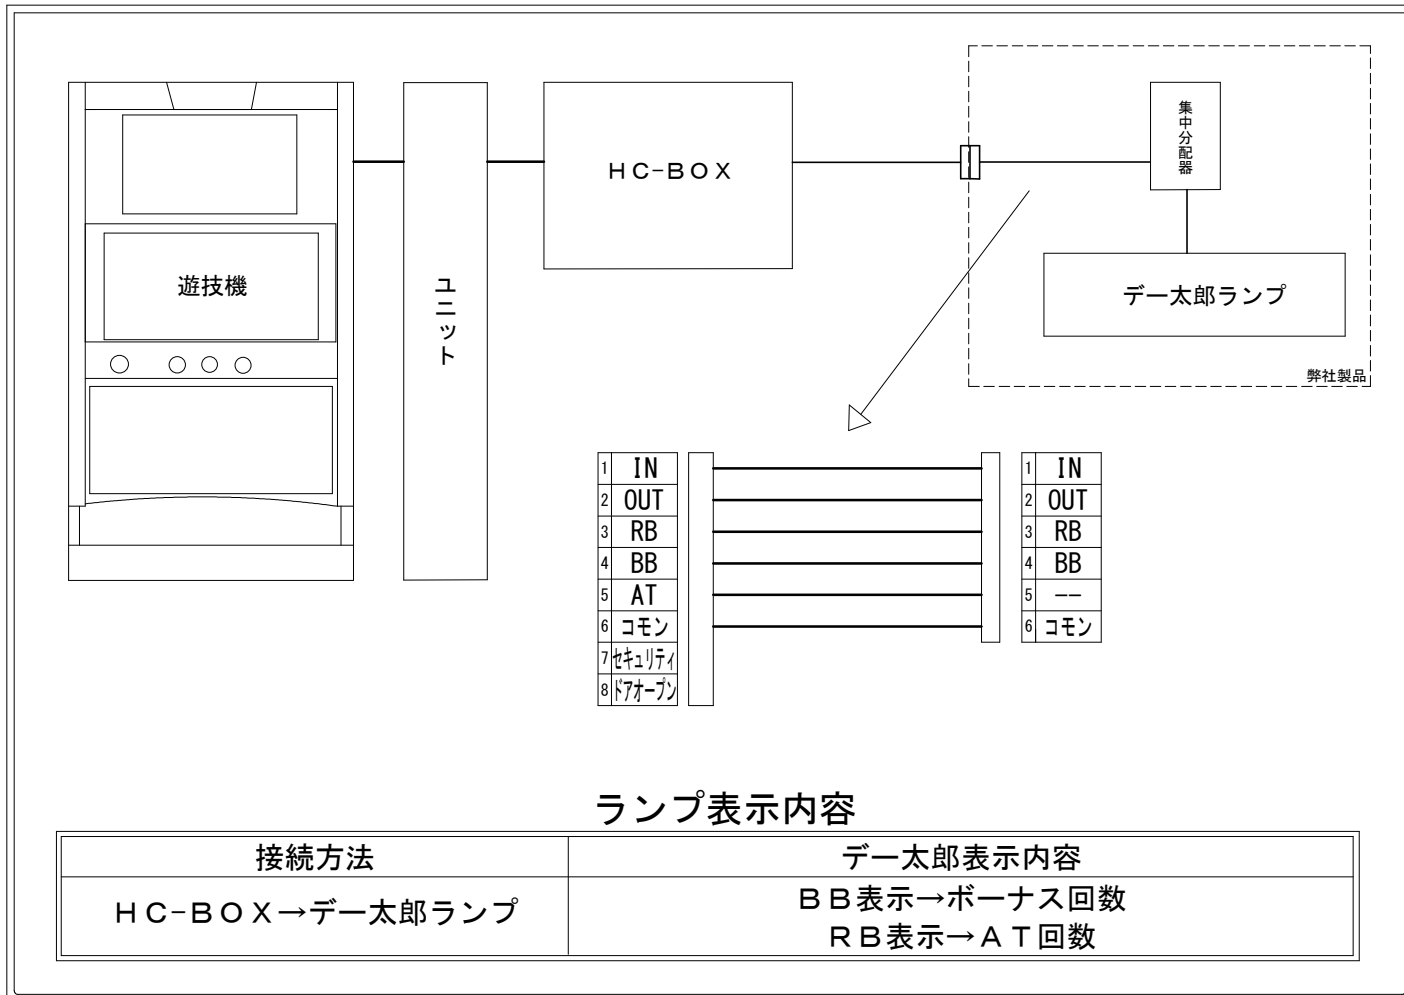 集中分配器
HC-BOX
遊技機
ユニット
デー太郎ランプ
弊社製品
1 IN
2 OUT
3 RB
4 BB
5 AT
6 コモン
7 セキュリティ
8 ドアオープン
1 IN
2 OUT
3 RB
4 BB
5 --
6 コモン
ランプ表示内容
接続方法 デー太郎表示内容
HC-BOX→デー太郎ランプ
BB表示→ボーナス回数
RB表示→AT回数